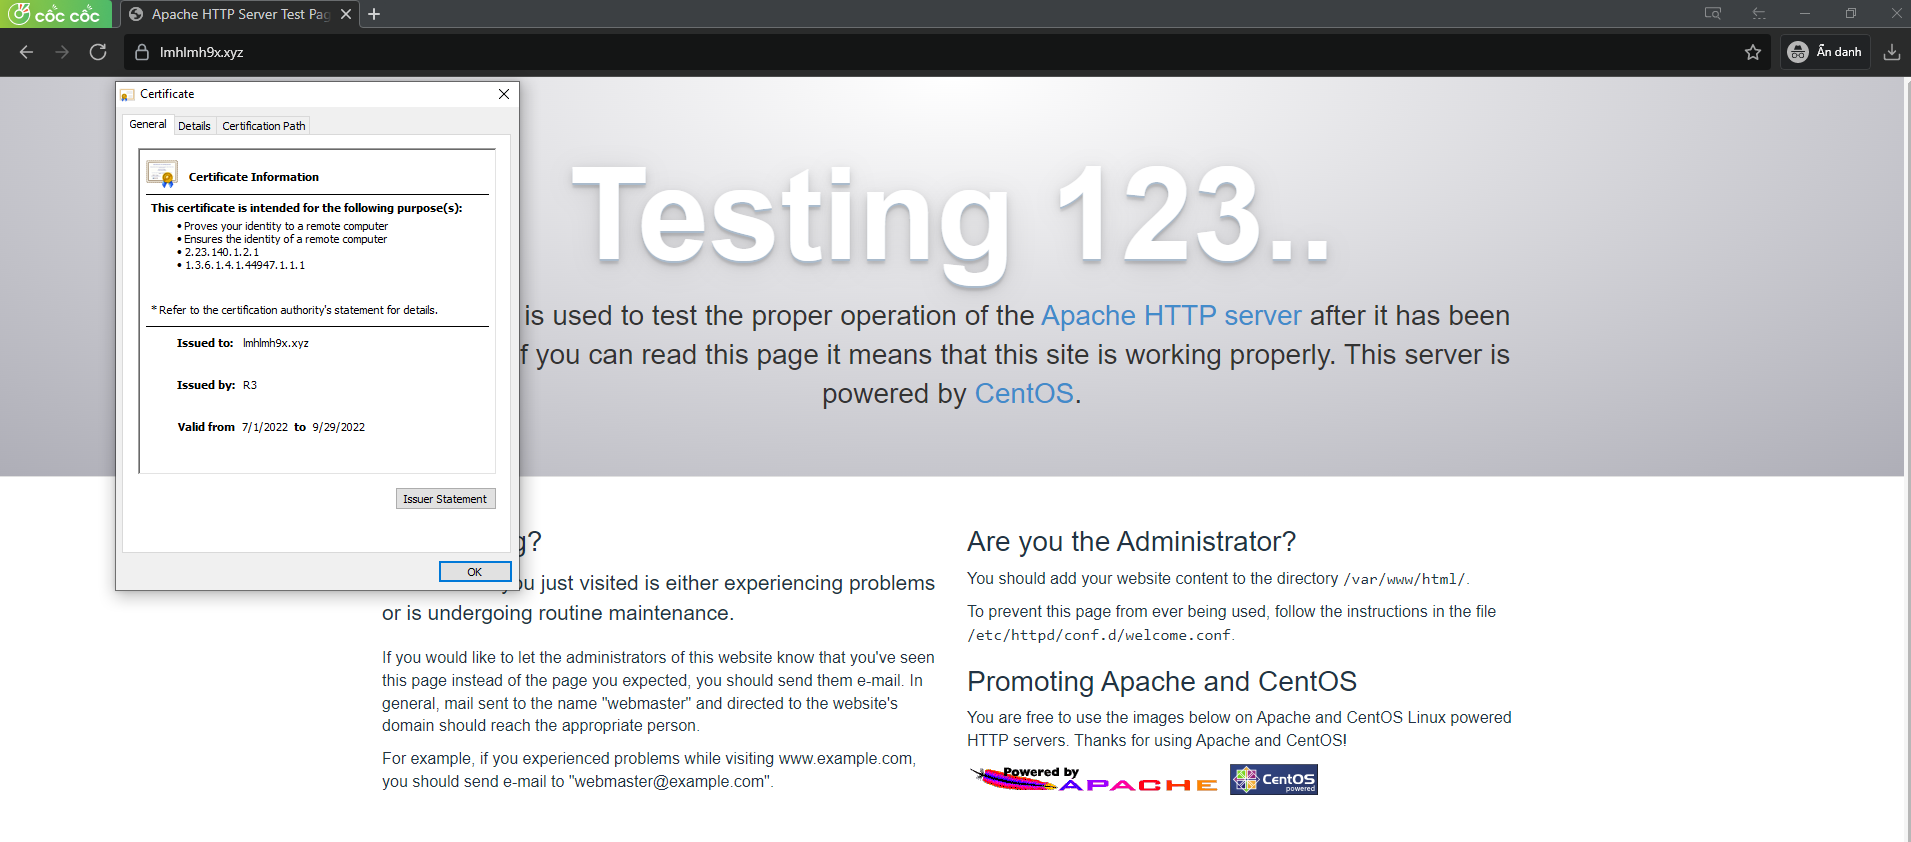 cốc cốc
Apache HTTP Server Test Pag
lmhlmh9x.xyz
Ẩn danh
Certificate
General
Details
Certification Path
Certificate Information
This certificate is intended for the following purpose(s):
• Proves your identity to a remote computer
• Ensures the identity of a remote computer
• 2.23.140.1.2.1
• 1.3.6.1.4.1.44947.1.1.1
* Refer to the certification authority's statement for details.
Issued to: lmhlmh9x.xyz
Issued by: R3
Valid from 7/1/2022 to 9/29/2022
Issuer Statement
OK
Testing 123..
is used to test the proper operation of the Apache HTTP server after it has been
f you can read this page it means that this site is working properly. This server is
powered by CentOS.
g?
ou just visited is either experiencing problems
or is undergoing routine maintenance.
If you would like to let the administrators of this website know that you've seen
this page instead of the page you expected, you should send them e-mail. In
general, mail sent to the name "webmaster" and directed to the website's
domain should reach the appropriate person.
For example, if you experienced problems while visiting www.example.com,
you should send e-mail to "webmaster@example.com".
Are you the Administrator?
You should add your website content to the directory /var/www/html/.
To prevent this page from ever being used, follow the instructions in the file
/etc/httpd/conf.d/welcome.conf.
Promoting Apache and CentOS
You are free to use the images below on Apache and CentOS Linux powered
HTTP servers. Thanks for using Apache and CentOS!
Powered by
APACHE
CentOS
powered